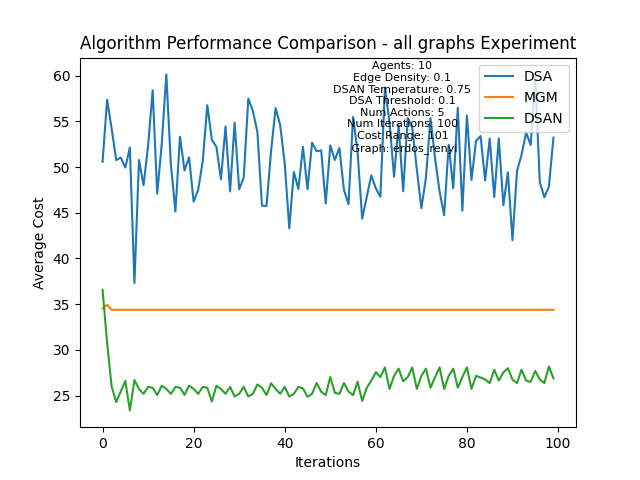 Algorithm Performance Comparison - all graphs Experiment
Agents: 10
Edge Density: 0.1
DSAN Temperature: 0.75
DSA Threshold: 0.1
Num Actions: 5
Num Iterations: 100
Cost Range: 101
Graph: erdos_renyi
DSA
MGM
DSAN
Average Cost
60
55
50
45
40
35
30
25
0
20
40
60
80
100
Iterations